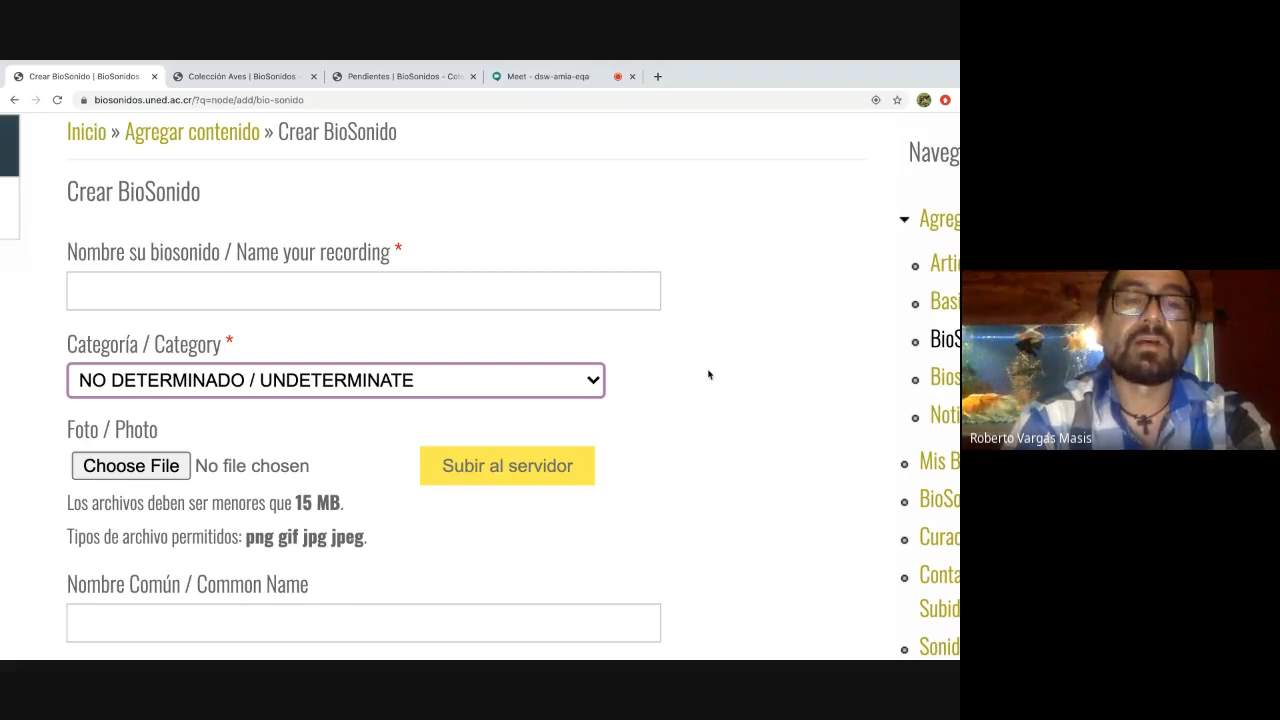 Crear BioSonido | BioSonidos
Colección Aves | BioSonidos -
Pendientes | BioSonidos - Cole
Meet - dsw-amia-eqa
biosonidos.uned.ac.cr/?q=node/add/bio-sonido
Inicio » Agregar contenido » Crear BioSonido
Crear BioSonido
Nombre su biosonido / Name your recording *
Categoría / Category *
NO DETERMINADO / UNDETERMINATE
Foto / Photo
Choose File No file chosen
Subir al servidor
Los archivos deben ser menores que 15 MB.
Tipos de archivo permitidos: png gif jpg jpeg.
Nombre Común / Common Name
Naveg
Agreg
Arti
Basi
BioS
Bios
Noti
Mis B
BioSo
Curac
Conta
Subid
Sonid
Roberto Vargas Masis